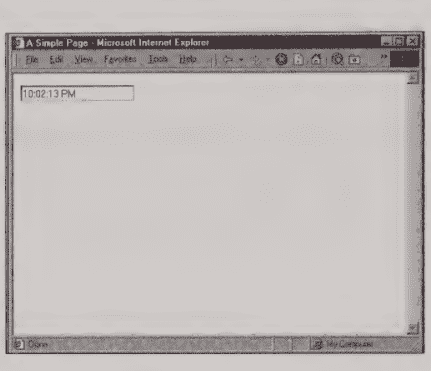 A Simple Page - Microsoft Internet Explorer
File Edit View Favorites Tools Help
10:02:13 PM
Done My Computer